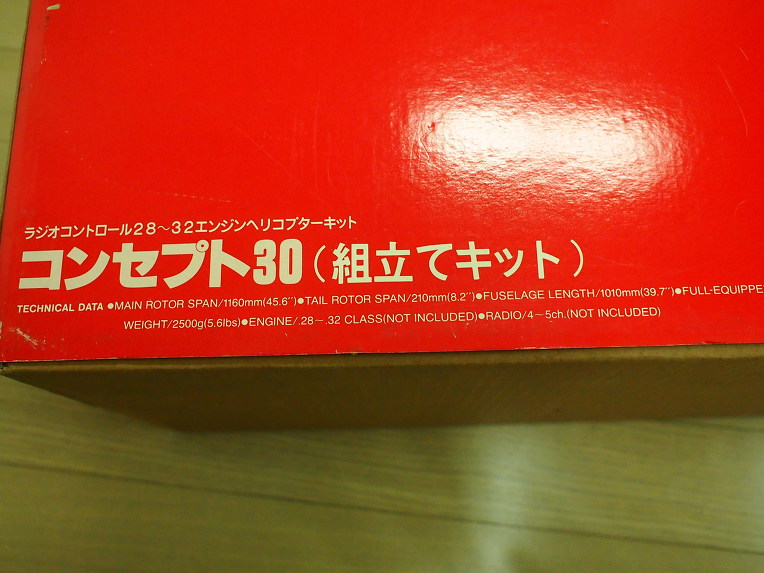 ラジオコントロール28〜32エンジンヘリコプターキット
コンセプト30(組立てキット)
TECHNICAL DATA ●MAIN ROTOR SPAN/1160mm(45.6″)●TAIL ROTOR SPAN/210mm(8.2″)●FUSELAGE LENGTH/1010mm(39.7″)●FULL-EQUIPPE
WEIGHT/2500g(5.6lbs)●ENGINE/.28〜.32 CLASS(NOT INCLUDED)●RADIO/4〜5ch.(NOT INCLUDED)